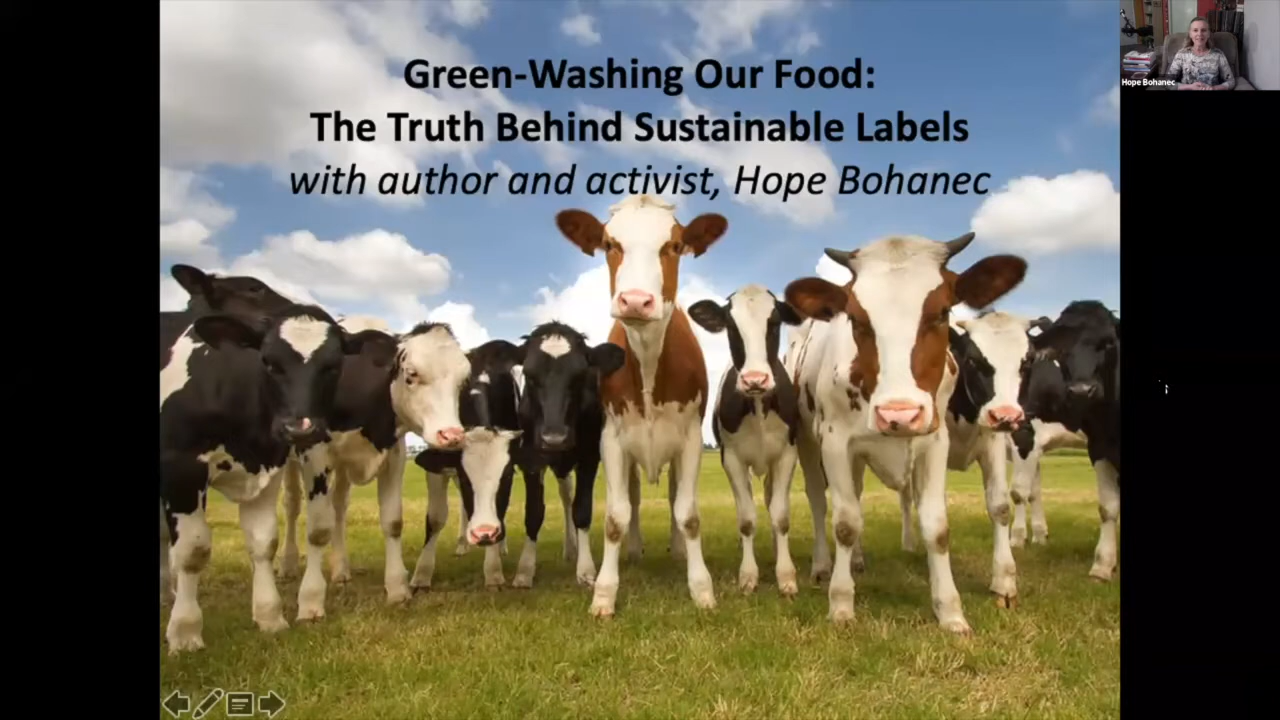 Green-Washing Our Food:
The Truth Behind Sustainable Labels
with author and activist, Hope Bohanec
Hope Bohanec